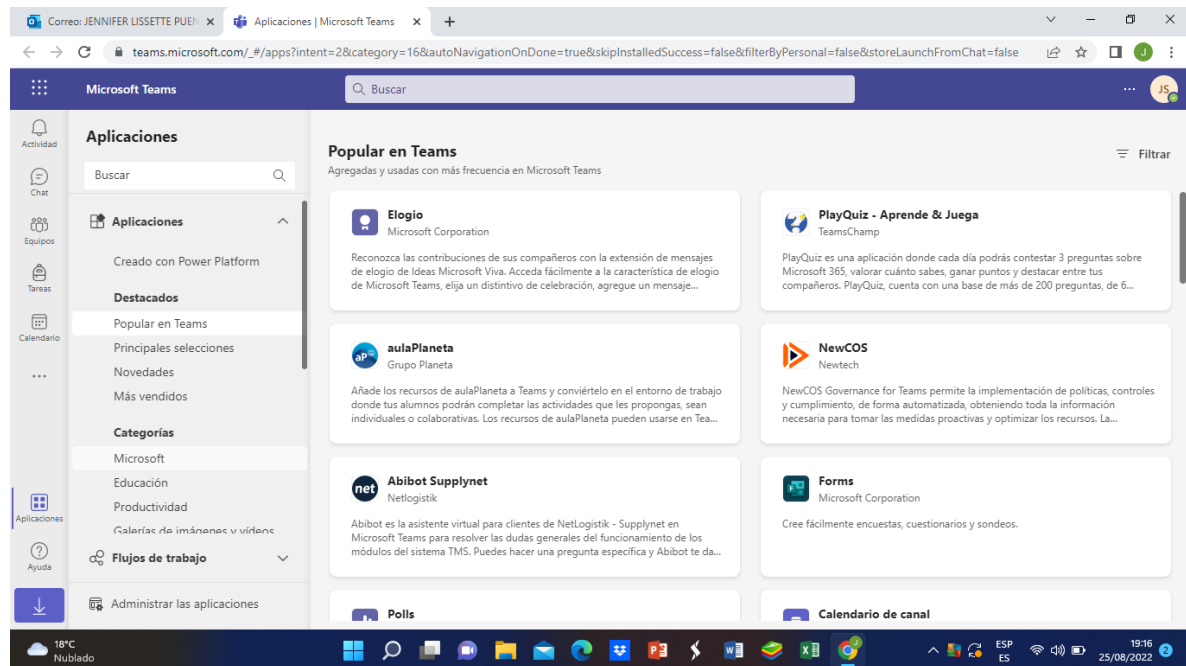 Correo: JENNIFER LISSETTE PUEN
Aplicaciones | Microsoft Teams
teams.microsoft.com/_#/apps?intent=2&category=16&autoNavigationOnDone=true&skipInstalledSuccess=false&filterByPersonal=false&storeLaunchFromChat=false
J
Microsoft Teams
Buscar
JS
Actividad
Chat
Equipos
Tareas
Calendario
Aplicaciones
Ayuda
Aplicaciones
Buscar
Aplicaciones
Creado con Power Platform
Destacados
Popular en Teams
Principales selecciones
Novedades
Más vendidos
Categorías
Microsoft
Educación
Productividad
Galerías de imágenes y vídeos
Flujos de trabajo
Administrar las aplicaciones
Popular en Teams
Filtrar
Agregadas y usadas con más frecuencia en Microsoft Teams
Elogio
Microsoft Corporation
Reconozca las contribuciones de sus compañeros con la extensión de mensajes
de elogio de Ideas Microsoft Viva. Acceda fácilmente a la característica de elogio
de Microsoft Teams, elija un distintivo de celebración, agregue un mensaje...
PlayQuiz - Aprende & Juega
TeamsChamp
PlayQuiz es una aplicación donde cada día podrás contestar 3 preguntas sobre
Microsoft 365, valorar cuánto sabes, ganar puntos y destacar entre tus
compañeros. PlayQuiz, cuenta con una base de más de 200 preguntas, de 6...
aP
aulaPlaneta
Grupo Planeta
Añade los recursos de aulaPlaneta a Teams y conviértelo en el entorno de trabajo
donde tus alumnos podrán completar las actividades que les propongas, sean
individuales o colaborativas. Los recursos de aulaPlaneta pueden usarse en Tea...
NewCOS
Newtech
NewCOS Governance for Teams permite la implementación de políticas, controles
y cumplimiento, de forma automatizada, obteniendo toda la información
necesaria para tomar las medidas proactivas y optimizar los recursos. La...
net
Abibot Supplynet
Netlogistik
Abibot es la asistente virtual para clientes de NetLogistik - Supplynet en
Microsoft Teams para resolver las dudas generales del funcionamiento de los
módulos del sistema TMS. Puedes hacer una pregunta específica y Abibot te da...
Forms
Microsoft Corporation
Cree fácilmente encuestas, cuestionarios y sondeos.
Polls
Calendario de canal
18°C
Nublado
ESP
ES
19:16
25/08/2022
2